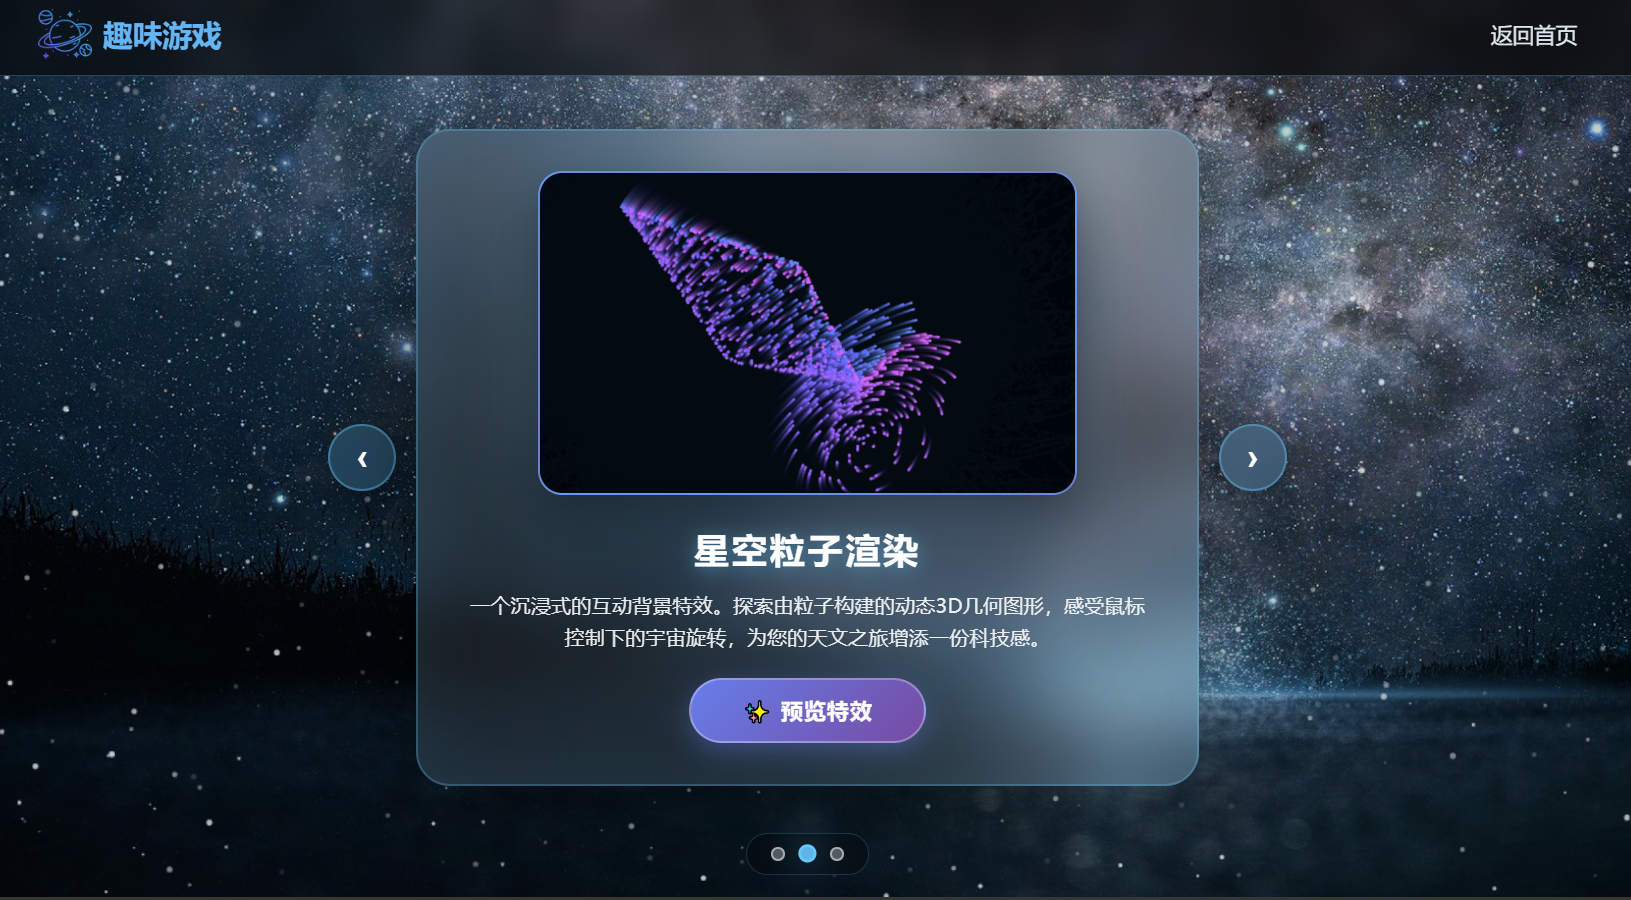 趣味游戏
返回首页
‹
›
星空粒子渲染
一个沉浸式的互动背景特效。探索由粒子构建的动态3D几何图形，感受鼠标
控制下的宇宙旋转，为您的天文之旅增添一份科技感。
✨ 预览特效